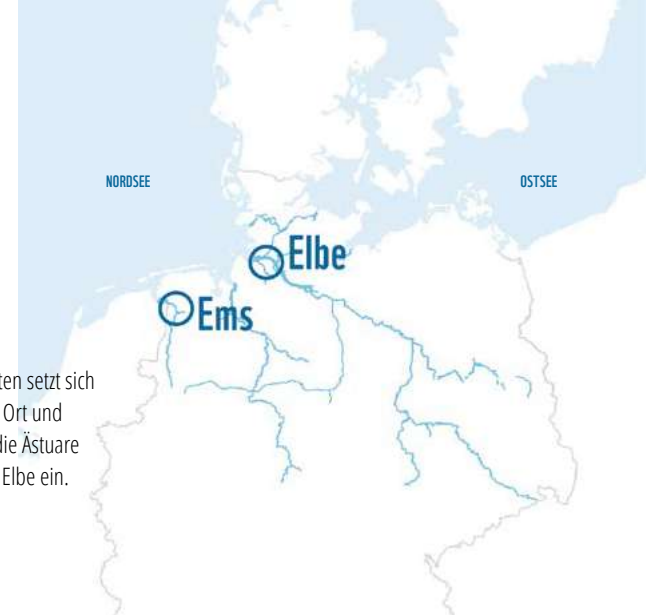 NORDSEE
OSTSEE
Elbe
Ems
ten setzt sich
Ort und
die Ästuare
Elbe ein.